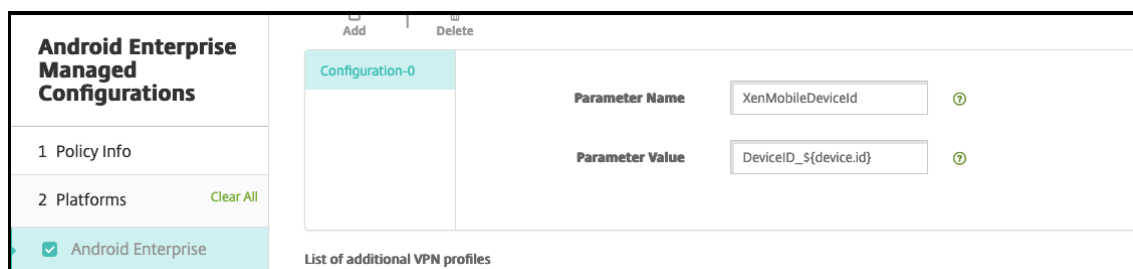 Android Enterprise
Managed
Configurations
1 Policy Info
2 Platforms
Clear All
Android Enterprise
Add
Delete
Configuration-0
Parameter Name
XenMobileDeviceId
Parameter Value
DeviceID_${device.id}
List of additional VPN profiles